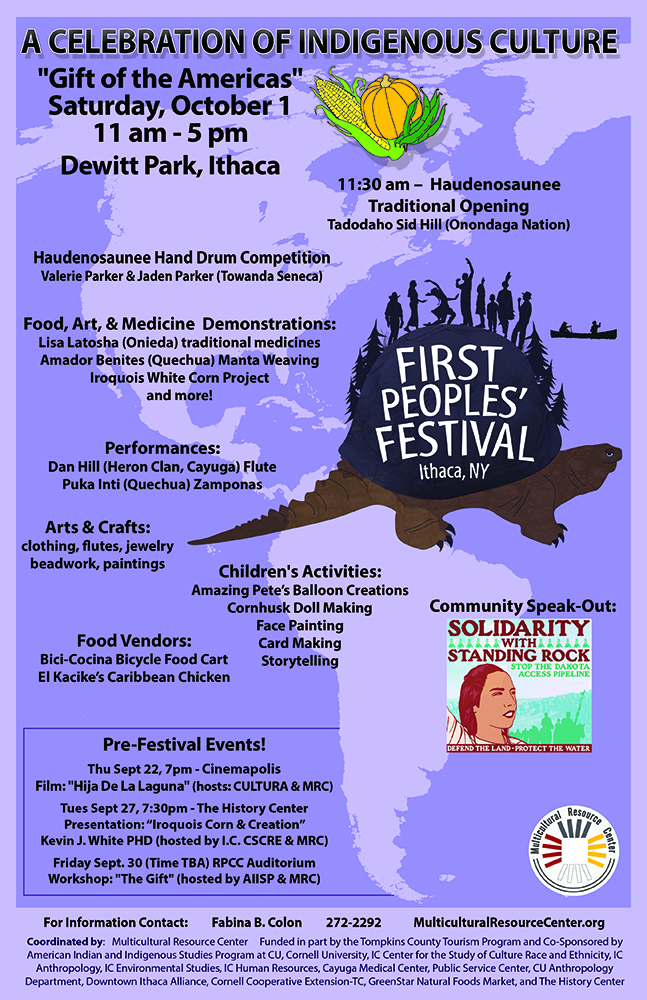 A CELEBRATION OF INDIGENOUS CULTURE
"Gift of the Americas"
Saturday, October 1
11 am - 5 pm
Dewitt Park, Ithaca
11:30 am – Haudenosaunee
Traditional Opening
Tadodaho Sid Hill (Onondaga Nation)
Haudenosaunee Hand Drum Competition
Valerie Parker & Jaden Parker (Towanda Seneca)
Food, Art, & Medicine Demonstrations:
Lisa Latosha (Onieda) traditional medicines
Amador Benites (Quechua) Manta Weaving
Iroquois White Corn Project
and more!
FIRST
PEOPLES'
FESTIVAL
Ithaca, NY
Performances:
Dan Hill (Heron Clan, Cayuga) Flute
Puka Inti (Quechua) Zamponas
Arts & Crafts:
clothing, flutes, jewelry
beadwork, paintings
Children's Activities:
Amazing Pete's Balloon Creations
Cornhusk Doll Making
Face Painting
Card Making
Storytelling
Food Vendors:
Bici-Cocina Bicycle Food Cart
El Kacike's Caribbean Chicken
Community Speak-Out:
SOLIDARITY
WITH
STANDING ROCK
STOP THE DAKOTA
ACCESS PIPELINE
DEFEND THE LAND • PROTECT THE WATER
Pre-Festival Events!
Thu Sept 22, 7pm - Cinemapolis
Film: "Hija De La Laguna" (hosts: CULTURA & MRC)
Tues Sept 27, 7:30pm - The History Center
Presentation: "Iroquois Corn & Creation"
Kevin J. White PHD (hosted by I.C. CSCRE & MRC)
Friday Sept. 30 (Time TBA) RPCC Auditorium
Workshop: "The Gift" (hosted by AIISP & MRC)
Multicultural Resource Center
For Information Contact: Fabina B. Colon 272-2292 MulticulturalResourceCenter.org
Coordinated by: Multicultural Resource Center Funded in part by the Tompkins County Tourism Program and Co-Sponsored by
American Indian and Indigenous Studies Program at CU, Cornell University, IC Center for the Study of Culture Race and Ethnicity, IC
Anthropology, IC Environmental Studies, IC Human Resources, Cayuga Medical Center, Public Service Center, CU Anthropology
Department, Downtown Ithaca Alliance, Cornell Cooperative Extension-TC, GreenStar Natural Foods Market, and The History Center